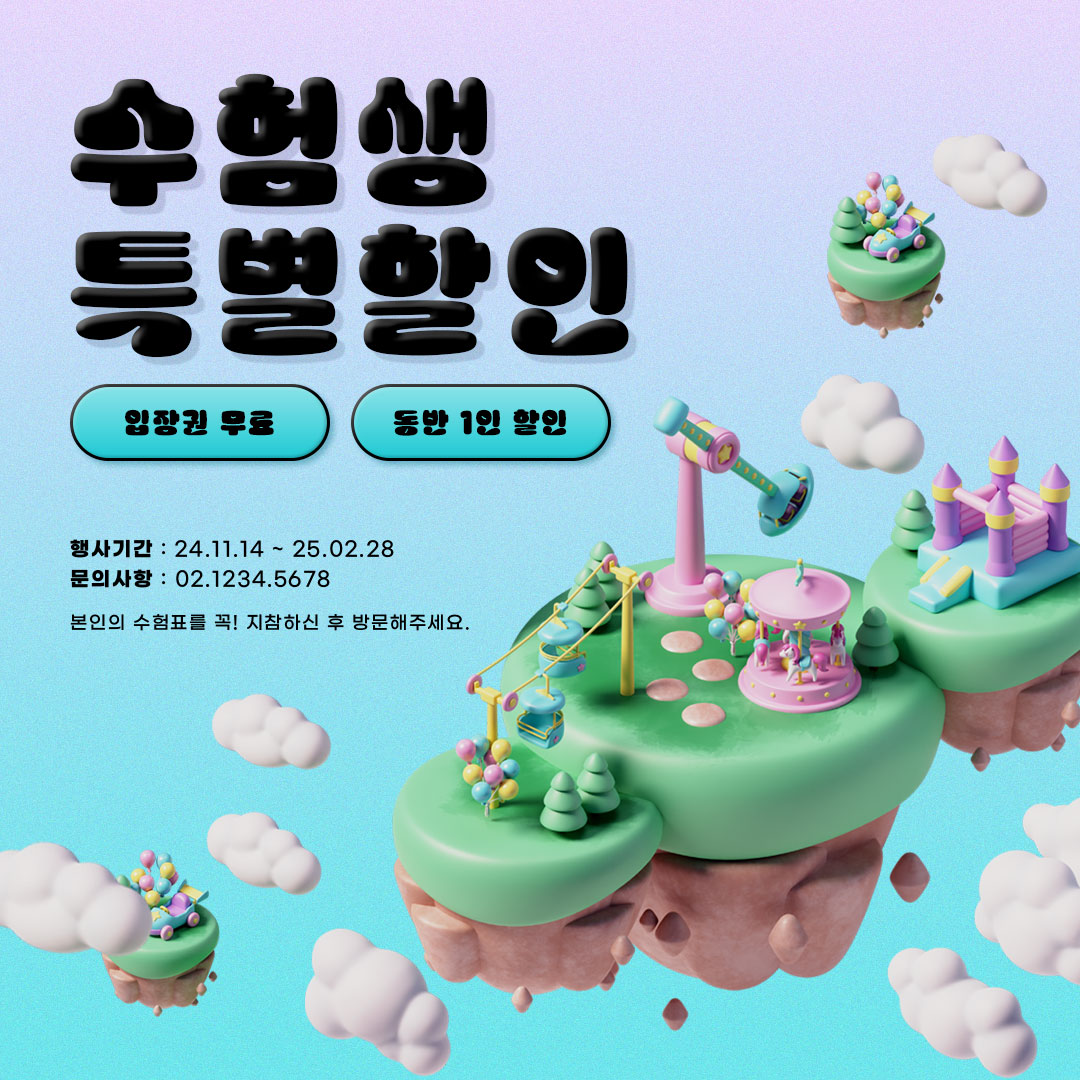 수험생
특별할인
입장권 무료
동반 1인 할인
행사기간 : 24.11.14 ~ 25.02.28
문의사항 : 02.1234.5678
본인의 수험표를 꼭! 지참하신 후 방문해주세요.